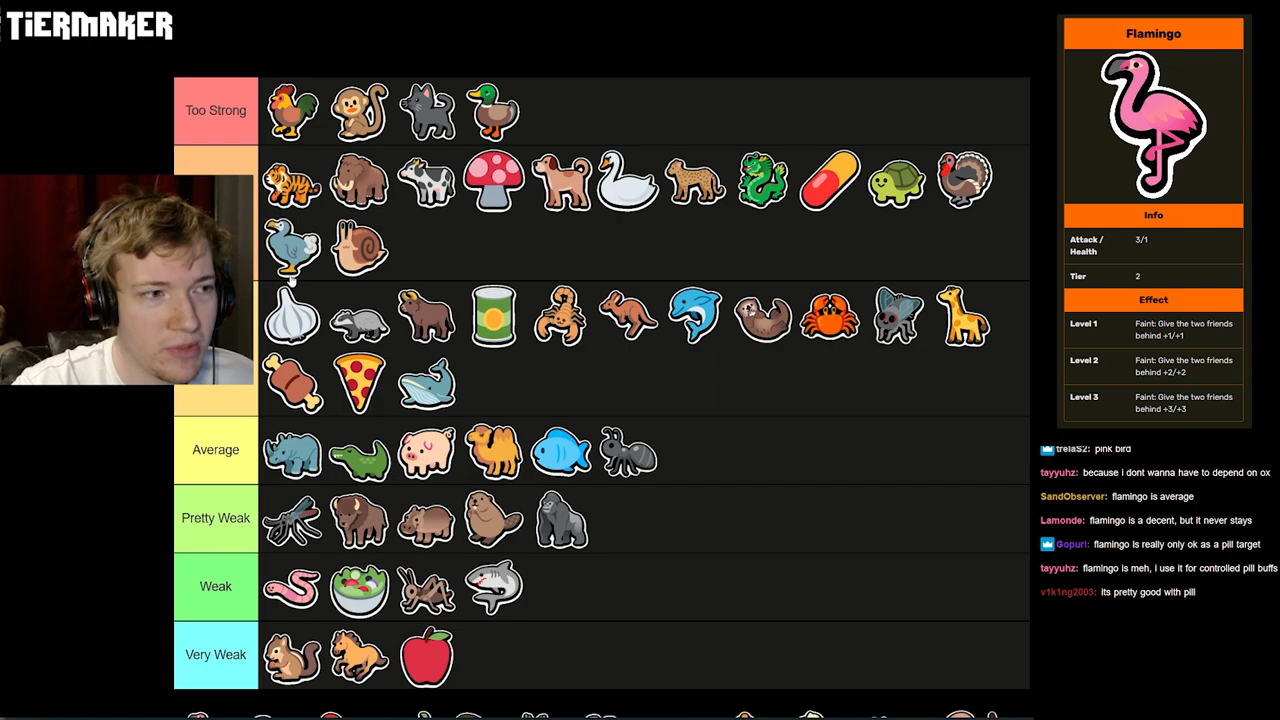 TIERMAKER
Too Strong
Average
Pretty Weak
Weak
Very Weak
Flamingo
Info
Attack /
Health
3/1
Tier
2
Effect
Level 1
Faint: Give the two friends
behind +1/+1
Level 2
Faint: Give the two friends
behind +2/+2
Level 3
Faint: Give the two friends
behind +3/+3
trelaS2: pink bird
tayyuhz: because i dont wanna have to depend on ox
SandObserver: flamingo is average
Lamonde: flamingo is a decent, but it never stays
Gopuri: flamingo is really only ok as a pill target
tayyuhz: flamingo is meh, i use it for controlled pill buffs
v1k1ng2003: its pretty good with pill